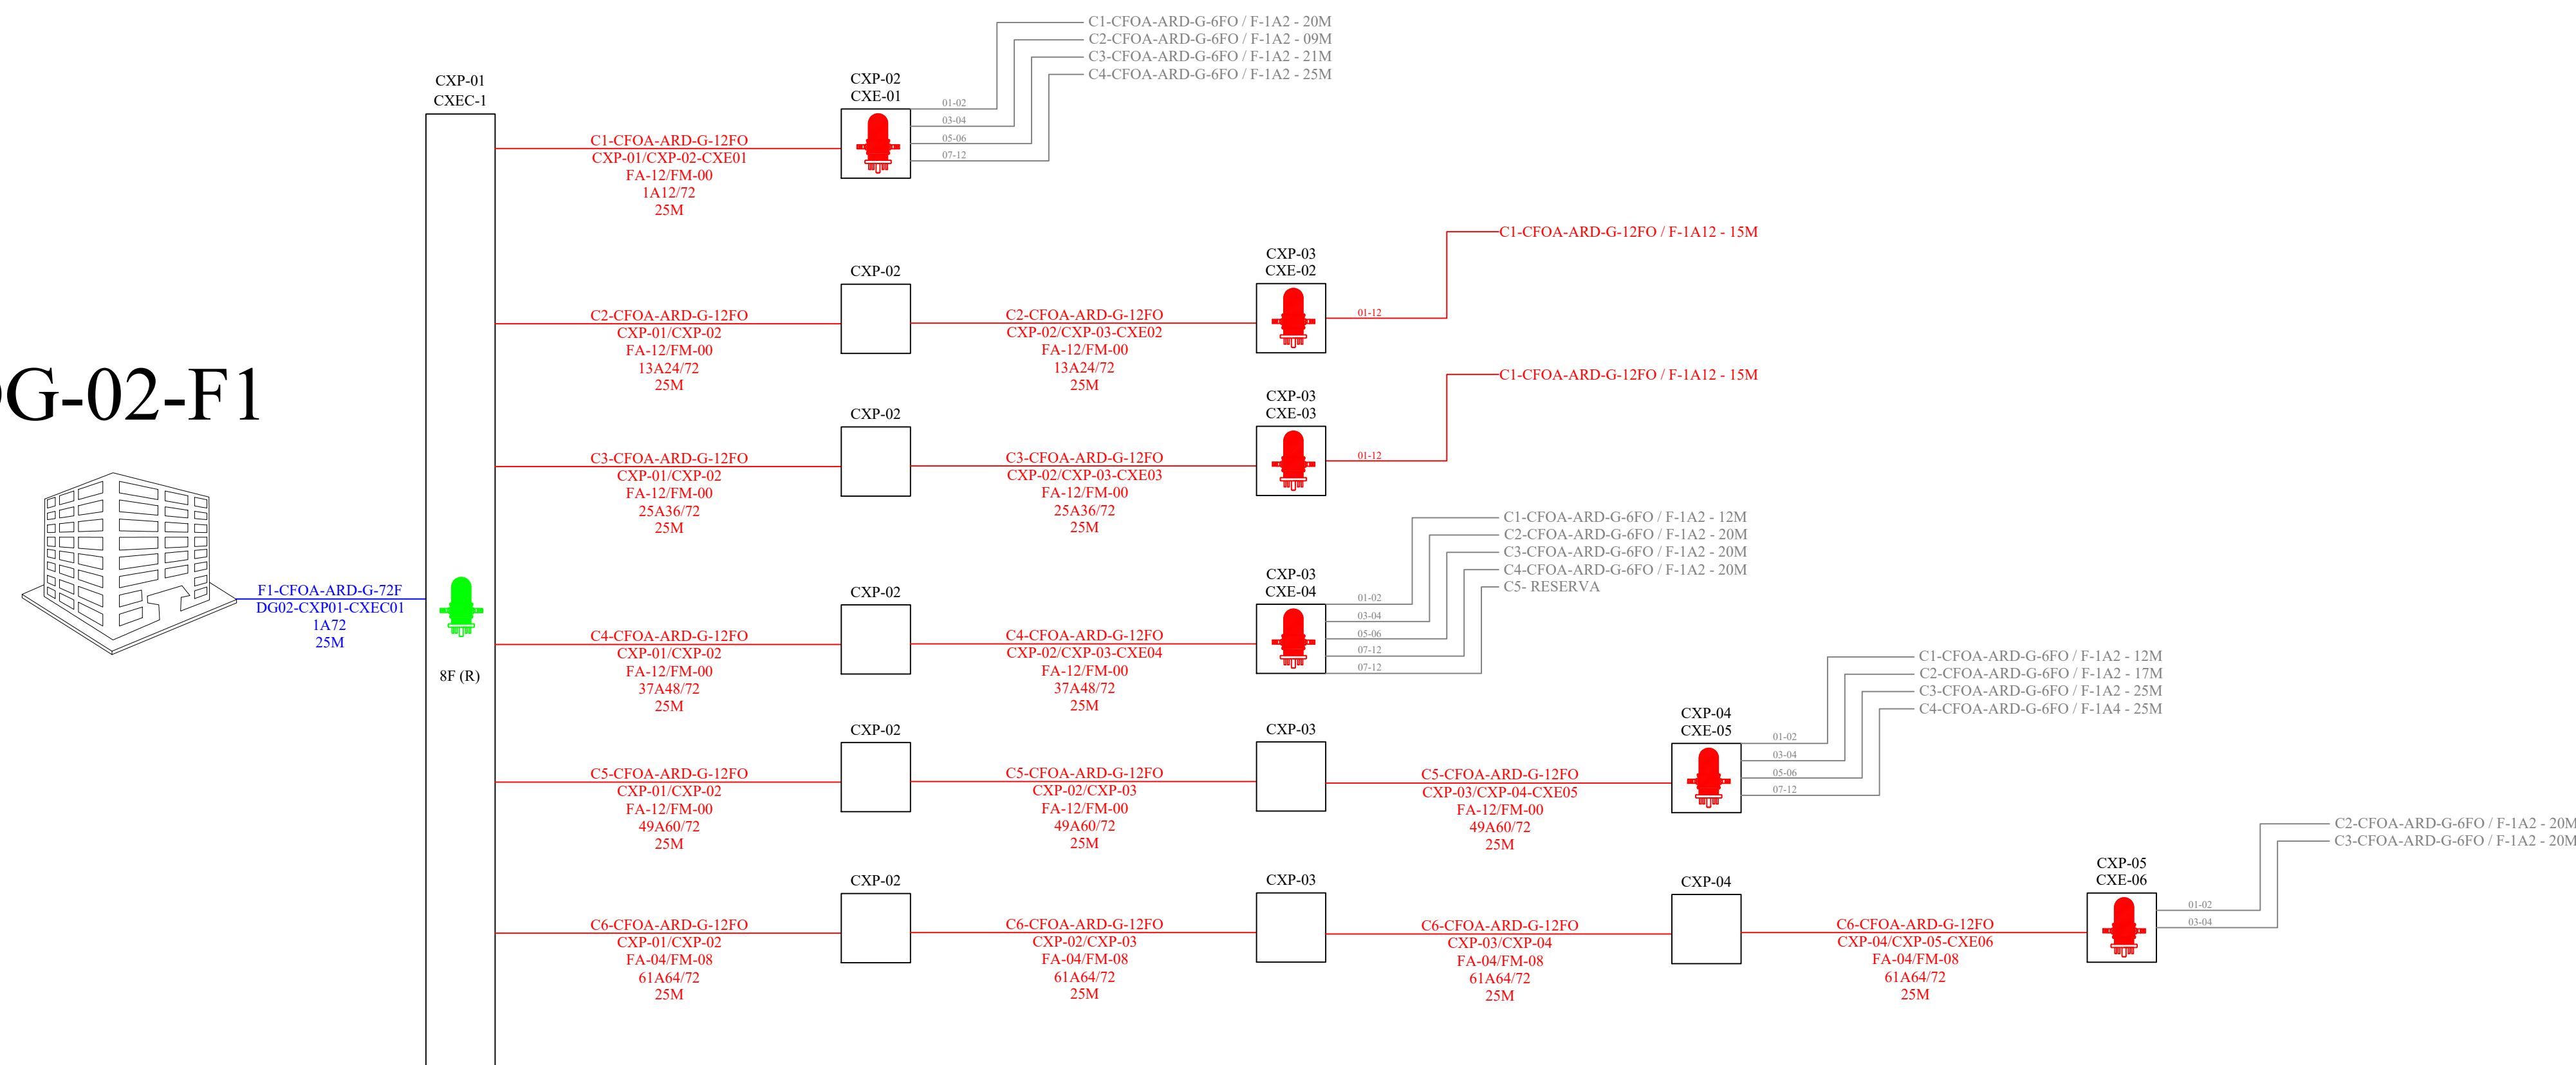 C1-CFOA-ARD-G-6FO / F-1A2 - 20M
C2-CFOA-ARD-G-6FO / F-1A2 - 09M
C3-CFOA-ARD-G-6FO / F-1A2 - 21M
C4-CFOA-ARD-G-6FO / F-1A2 - 25M
CXP-01
CXEC-1
CXP-02
CXE-01
01-02
03-04
05-06
07-12
C1-CFOA-ARD-G-12FO
CXP-01/CXP-02-CXE01
FA-12/FM-00
1A12/72
25M
C1-CFOA-ARD-G-12FO / F-1A12 - 15M
CXP-02
CXP-03
CXE-02
01-12
C2-CFOA-ARD-G-12FO
CXP-01/CXP-02
FA-12/FM-00
13A24/72
25M
C2-CFOA-ARD-G-12FO
CXP-02/CXP-03-CXE02
FA-12/FM-00
13A24/72
25M
G-02-F1
C1-CFOA-ARD-G-12FO / F-1A12 - 15M
CXP-02
CXP-03
CXE-03
01-12
C3-CFOA-ARD-G-12FO
CXP-01/CXP-02
FA-12/FM-00
25A36/72
25M
C3-CFOA-ARD-G-12FO
CXP-02/CXP-03-CXE03
FA-12/FM-00
25A36/72
25M
C1-CFOA-ARD-G-6FO / F-1A2 - 12M
C2-CFOA-ARD-G-6FO / F-1A2 - 20M
C3-CFOA-ARD-G-6FO / F-1A2 - 20M
C4-CFOA-ARD-G-6FO / F-1A2 - 20M
C5- RESERVA
F1-CFOA-ARD-G-72F
DG02-CXP01-CXEC01
1A72
25M
8F (R)
CXP-02
CXP-03
CXE-04
01-02
03-04
05-06
07-12
07-12
C4-CFOA-ARD-G-12FO
CXP-01/CXP-02
FA-12/FM-00
37A48/72
25M
C4-CFOA-ARD-G-12FO
CXP-02/CXP-03-CXE04
FA-12/FM-00
37A48/72
25M
C1-CFOA-ARD-G-6FO / F-1A2 - 12M
C2-CFOA-ARD-G-6FO / F-1A2 - 17M
C3-CFOA-ARD-G-6FO / F-1A2 - 25M
C4-CFOA-ARD-G-6FO / F-1A4 - 25M
CXP-02
CXP-03
CXP-04
CXE-05
01-02
03-04
05-06
07-12
C5-CFOA-ARD-G-12FO
CXP-01/CXP-02
FA-12/FM-00
49A60/72
25M
C5-CFOA-ARD-G-12FO
CXP-02/CXP-03
FA-12/FM-00
49A60/72
25M
C5-CFOA-ARD-G-12FO
CXP-03/CXP-04-CXE05
FA-12/FM-00
49A60/72
25M
C2-CFOA-ARD-G-6FO / F-1A2 - 20M
C3-CFOA-ARD-G-6FO / F-1A2 - 20M
CXP-02
CXP-03
CXP-04
CXP-05
CXE-06
01-02
03-04
C6-CFOA-ARD-G-12FO
CXP-01/CXP-02
FA-04/FM-08
61A64/72
25M
C6-CFOA-ARD-G-12FO
CXP-02/CXP-03
FA-04/FM-08
61A64/72
25M
C6-CFOA-ARD-G-12FO
CXP-03/CXP-04
FA-04/FM-08
61A64/72
25M
C6-CFOA-ARD-G-12FO
CXP-04/CXP-05-CXE06
FA-04/FM-08
61A64/72
25M